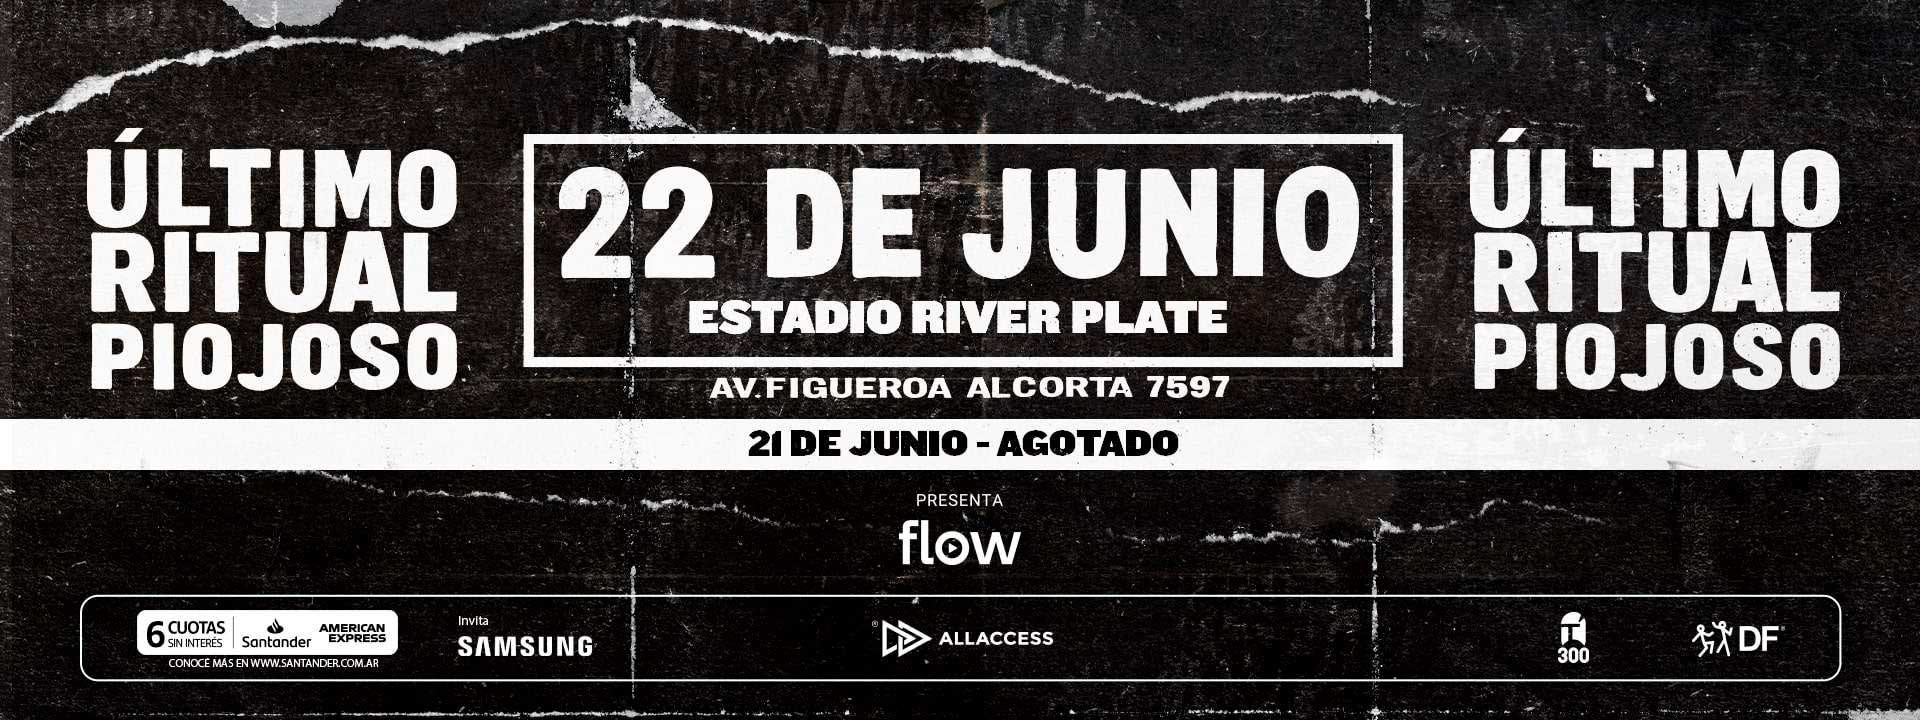 ÚLTIMO
RITUAL
PIOJOSO
22 DE JUNIO
ESTADIO RIVER PLATE
AV.FIGUEROA ALCORTA 7597
ÚLTIMO
RITUAL
PIOJOSO
21 DE JUNIO - AGOTADO
PRESENTA
flow
6 CUOTAS
SIN INTERÉS
Santander
AMERICAN
EXPRESS
CONOCÉ MÁS EN WWW.SANTANDER.COM.AR
Invita
SAMSUNG
® ALLACCESS
T
300
DF®